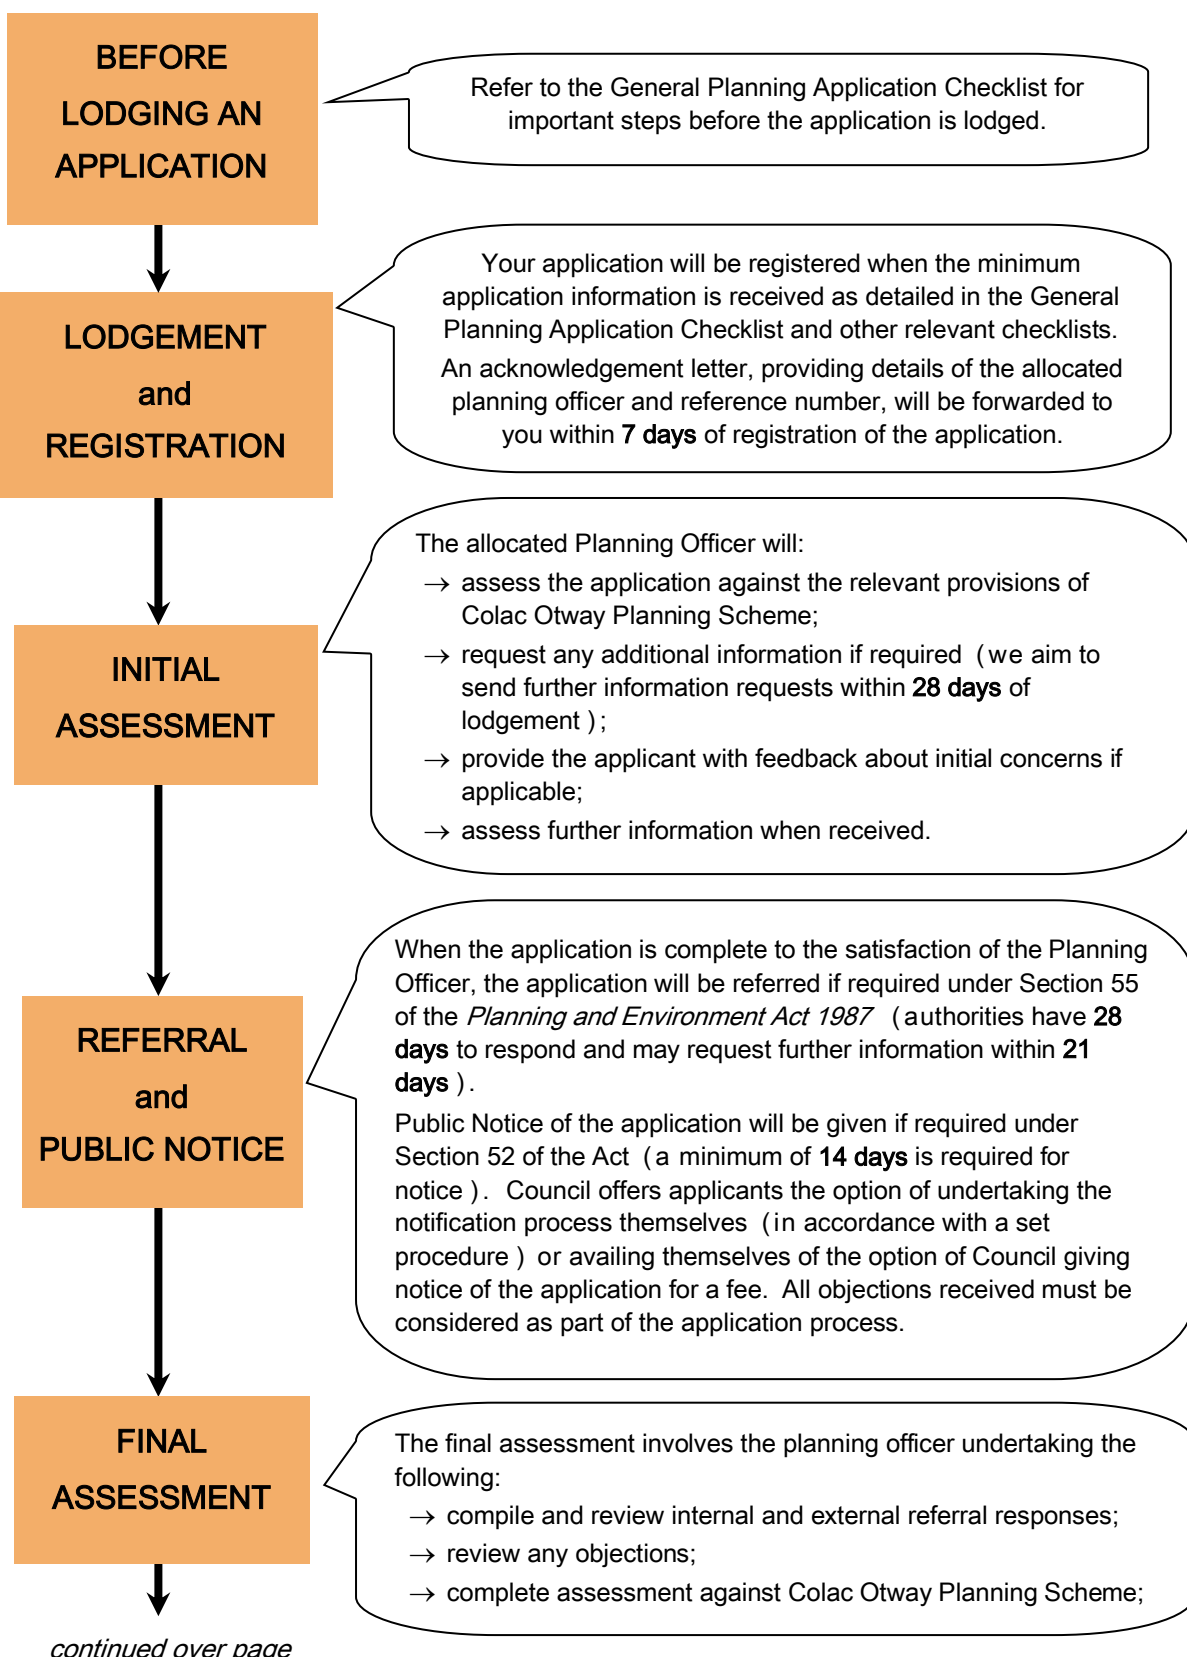 BEFORE
LODGING AN
APPLICATION
Refer to the General Planning Application Checklist for
important steps before the application is lodged.
LODGEMENT
and
REGISTRATION
Your application will be registered when the minimum
application information is received as detailed in the General
Planning Application Checklist and other relevant checklists.
An acknowledgement letter, providing details of the allocated
planning officer and reference number, will be forwarded to
you within 7 days of registration of the application.
INITIAL
ASSESSMENT
The allocated Planning Officer will:
→ assess the application against the relevant provisions of
Colac Otway Planning Scheme;
→ request any additional information if required (we aim to
send further information requests within 28 days of
lodgement);
→ provide the applicant with feedback about initial concerns if
applicable;
→ assess further information when received.
REFERRAL
and
PUBLIC NOTICE
When the application is complete to the satisfaction of the Planning
Officer, the application will be referred if required under Section 55
of the Planning and Environment Act 1987 (authorities have 28
days to respond and may request further information within 21
days).
Public Notice of the application will be given if required under
Section 52 of the Act (a minimum of 14 days is required for
notice). Council offers applicants the option of undertaking the
notification process themselves (in accordance with a set
procedure) or availing themselves of the option of Council giving
notice of the application for a fee. All objections received must be
considered as part of the application process.
FINAL
ASSESSMENT
The final assessment involves the planning officer undertaking the
following:
→ compile and review internal and external referral responses;
→ review any objections;
→ complete assessment against Colac Otway Planning Scheme;
continued over page